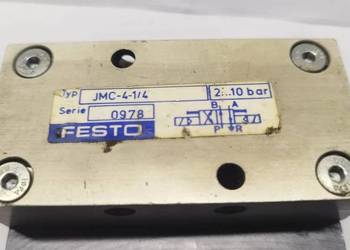 Typ JMC-4-1/4 2...10 bar
Serie 0978
B A
P R
FESTO